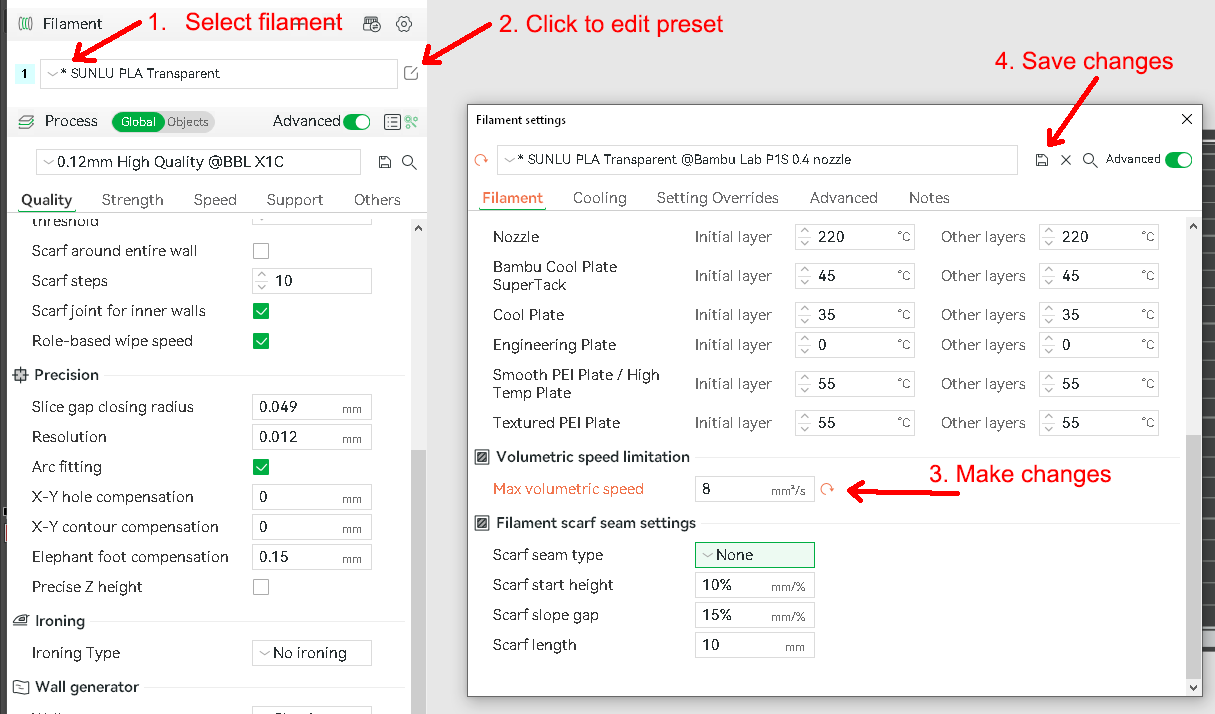 Filament
1. Select filament
2. Click to edit preset
1
* SUNLU PLA Transparent
4. Save changes
Process
Global
Objects
Advanced
0.12mm High Quality @BBL X1C
Quality
Strength
Speed
Support
Others
threshold
Scarf around entire wall
Scarf steps
10
Scarf joint for inner walls
Role-based wipe speed
Precision
Slice gap closing radius
0.049 mm
Resolution
0.012 mm
Arc fitting
X-Y hole compensation
0 mm
X-Y contour compensation
0 mm
Elephant foot compensation
0.15 mm
Precise Z height
Ironing
Ironing Type
No ironing
Wall generator
Filament settings
* SUNLU PLA Transparent @Bambu Lab P1S 0.4 nozzle
Advanced
Filament
Cooling
Setting Overrides
Advanced
Notes
Nozzle
Initial layer
220 °C
Other layers
220 °C
Bambu Cool Plate
SuperTack
Initial layer
45 °C
Other layers
45 °C
Cool Plate
Initial layer
35 °C
Other layers
35 °C
Engineering Plate
Initial layer
0 °C
Other layers
0 °C
Smooth PEI Plate / High
Temp Plate
Initial layer
55 °C
Other layers
55 °C
Textured PEI Plate
Initial layer
55 °C
Other layers
55 °C
Volumetric speed limitation
3. Make changes
Max volumetric speed
8 mm³/s
Filament scarf seam settings
Scarf seam type
None
Scarf start height
10% mm/%
Scarf slope gap
15% mm/%
Scarf length
10 mm